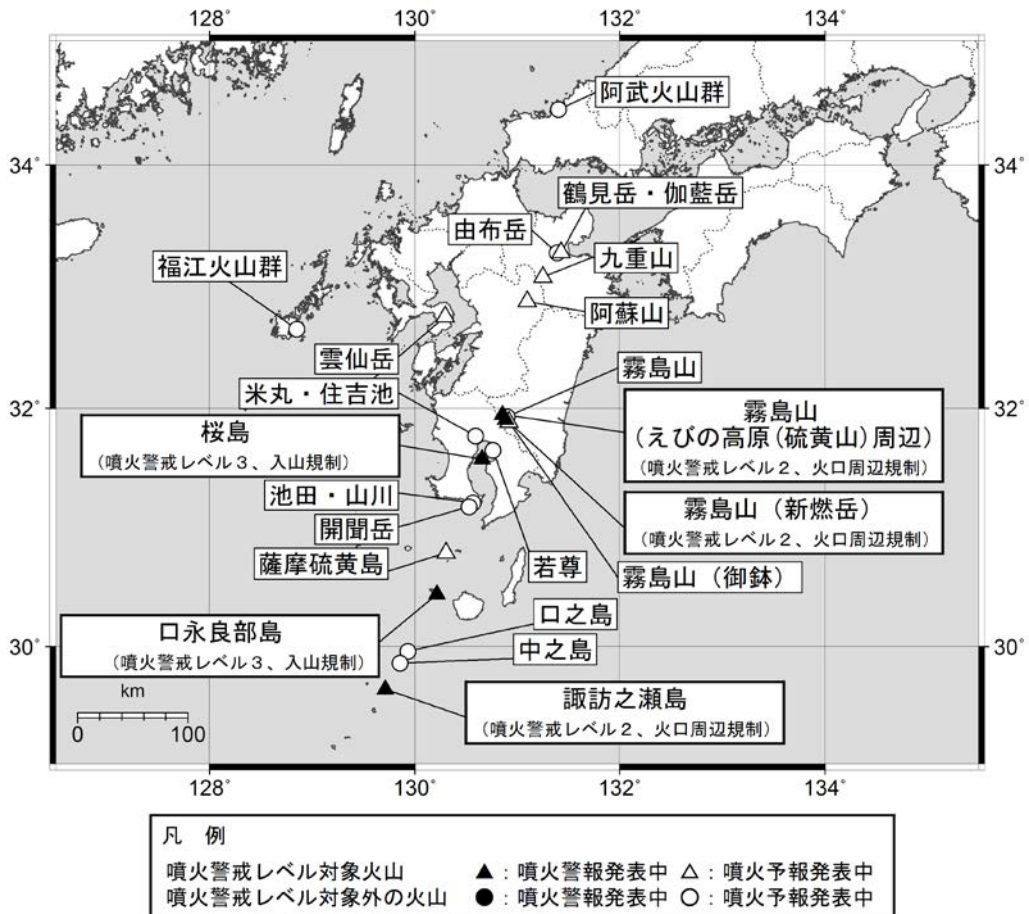 128° 130° 132° 134°
阿武火山群
34° 34°
鶴見岳・伽藍岳
由布岳
九重山
福江火山群
阿蘇山
雲仙岳
霧島山
米丸・住吉池
32° 32°
霧島山
(えびの高原(硫黄山)周辺)
(噴火警戒レベル2、火口周辺規制)
桜島
(噴火警戒レベル3、入山規制)
池田・山川
霧島山(新燃岳)
(噴火警戒レベル2、火口周辺規制)
開聞岳
薩摩硫黄島
若尊
霧島山(御鉢)
口之島
口永良部島
(噴火警戒レベル3、入山規制)
30° 30°
中之島
諏訪之瀬島
(噴火警戒レベル2、火口周辺規制)
km
0 100
128° 130° 132° 134°
凡 例
噴火警戒レベル対象火山 ▲:噴火警報発表中 △:噴火予報発表中
噴火警戒レベル対象外の火山 ●:噴火警報発表中 ○:噴火予報発表中